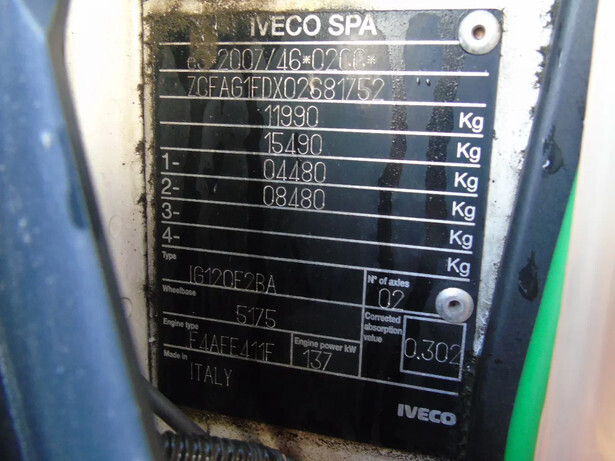 IVECO SPA
2007/46*0200*
ZCFAG1FDX02681752
11990 Kg
15490 Kg
1- 04480 Kg
2- 08480 Kg
3- Kg
4- Kg
Type
IG120E2BA
N° of axles
02
Wheelbase
5175
Corrected absorption value
0.302
Engine type
F4AFE411F
Engine power kW
137
Made in
ITALY
IVECO